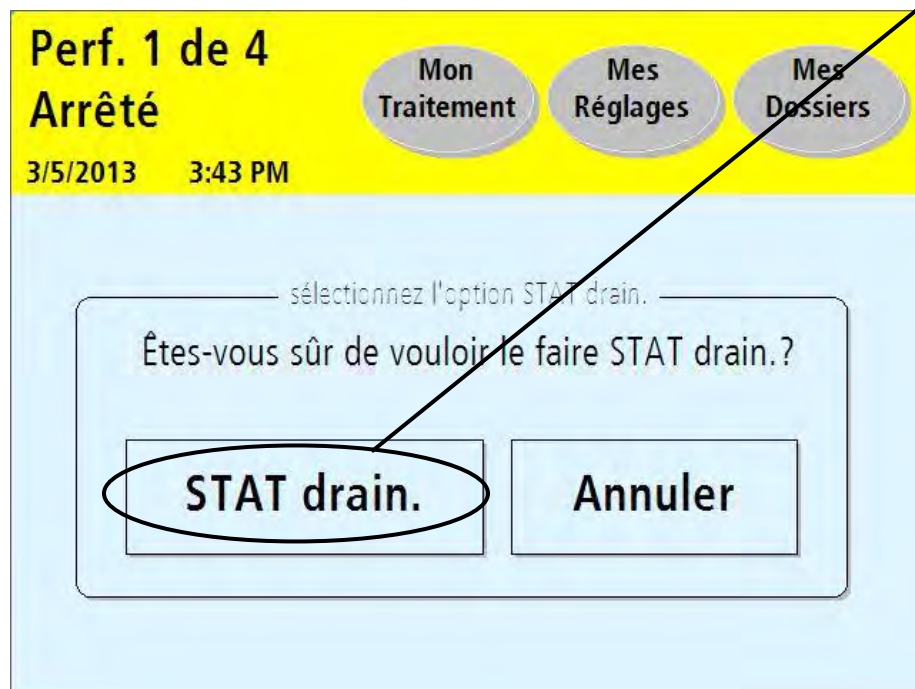 Perf. 1 de 4
Arrêté
3/5/2013 3:43 PM
Mon
Traitement
Mes
Réglages
Mes
Dossiers
sélectionnez l'option STAT drain.
Êtes-vous sûr de vouloir le faire STAT drain.?
STAT drain.
Annuler